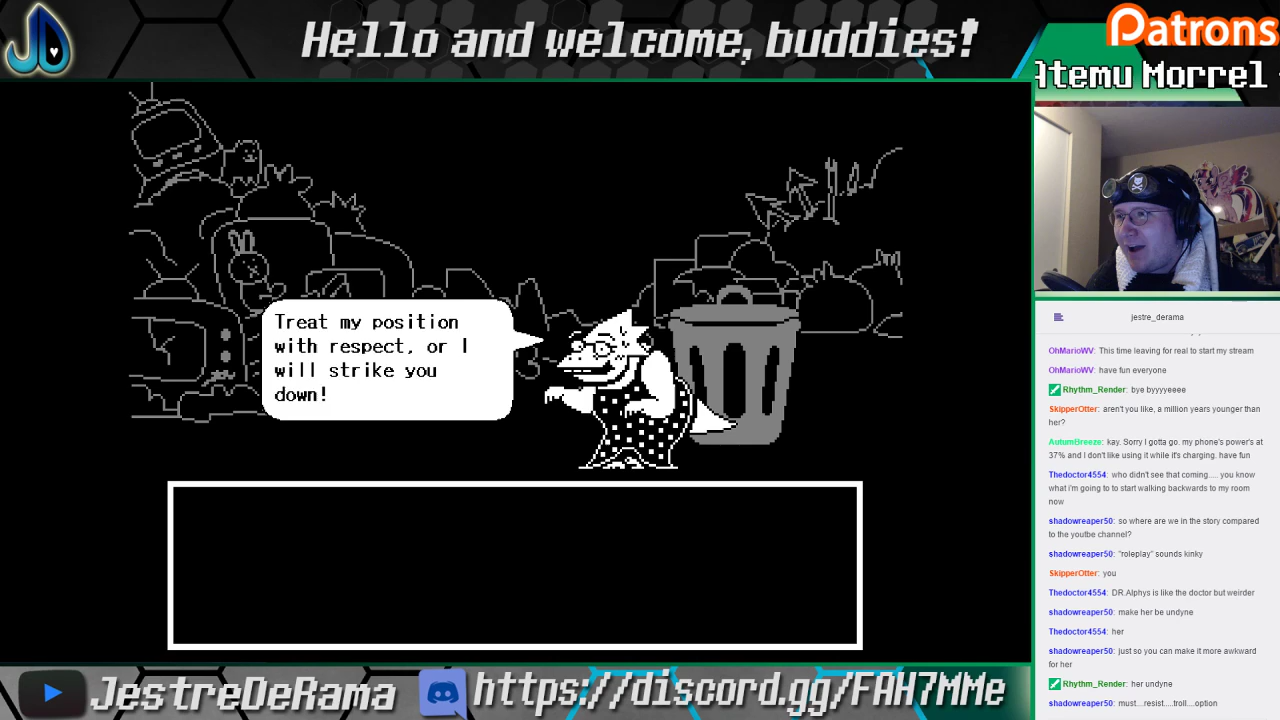 Hello and welcome, buddies!
Patrons
Atemu Morrel
Treat my position
with respect, or I
will strike you
down!
jestre_derama
OhMarioWV: This time leaving for real to start my stream
OhMarioWV: have fun everyone
Rhythm_Render: bye byyyyeeee
SkipperOtter: aren't you like, a million years younger than
her?
AutumBreeze: kay. Sorry I gotta go. my phone's power's at
37% and I don't like using it while it's charging. have fun
Thedoctor4554: who didn't see that coming.... you know
what i'm going to to start walking backwards to my room
now
shadowreaper50: so where are we in the story compared
to the youtbe channel?
shadowreaper50: "roleplay" sounds kinky
SkipperOtter: you
Thedoctor4554: DR.Alphys is like the doctor but weirder
shadowreaper50: make her be undyne
Thedoctor4554: her
shadowreaper50: just so you can make it more awkward
for her
Rhythm_Render: her undyne
shadowreaper50: must...resist.....troll....option
JestreDeRama
https://discord.gg/FAH7MMe